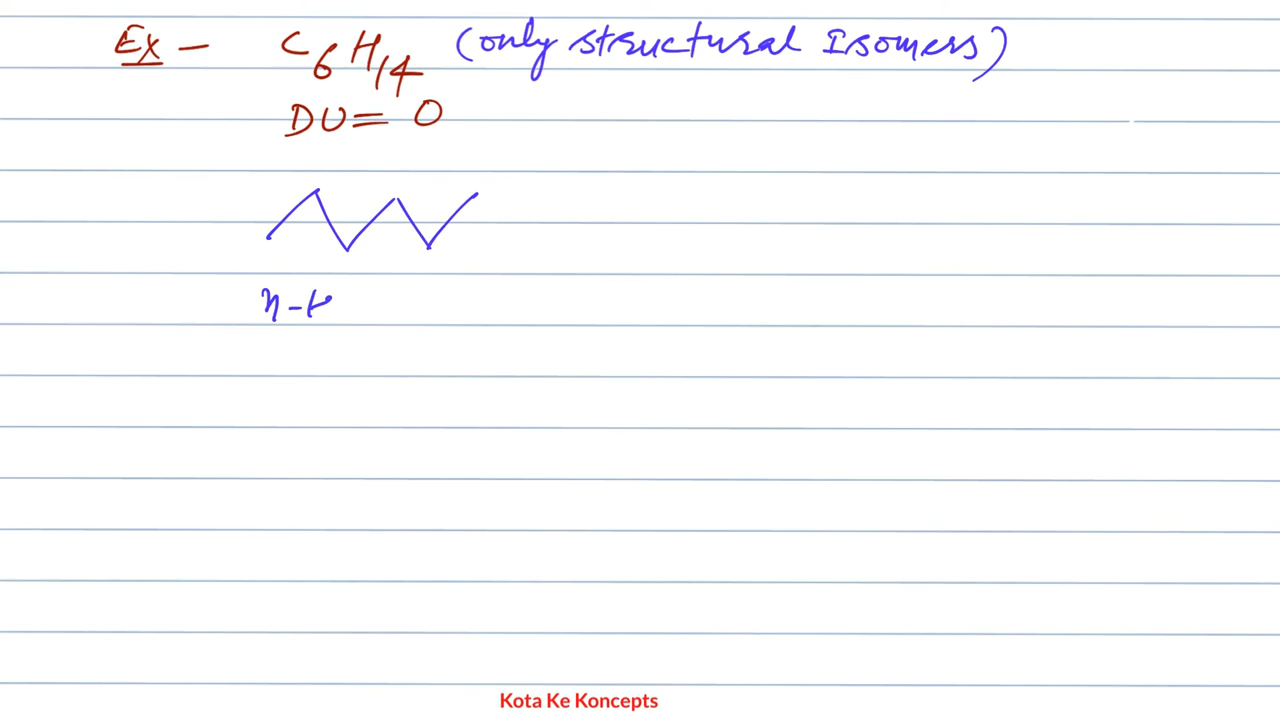 Ex - C6H14 (only structural Isomers)
DU = 0
n-
Kota Ke Koncepts